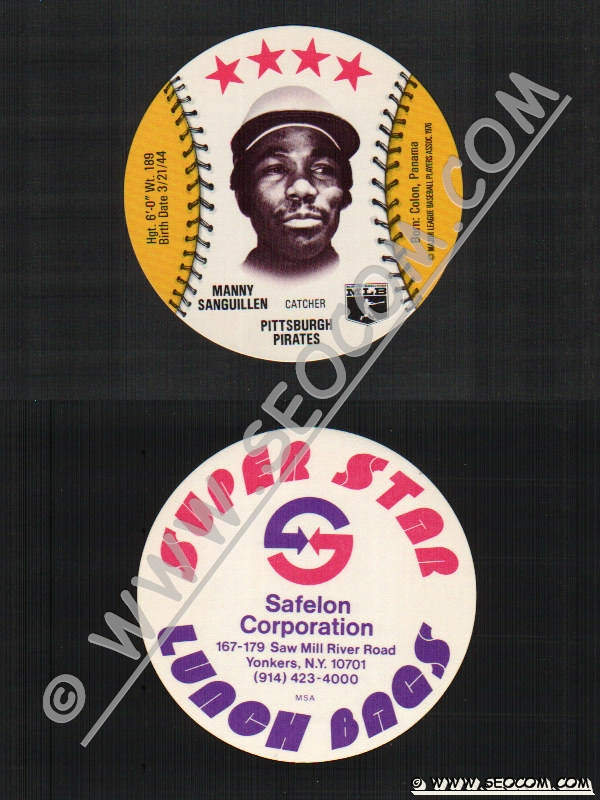 Hgt. 6'-0" Wt. 189
Birth Date 3/21/44
Born: Colon, Panama
© MAJOR LEAGUE BASEBALL PLAYERS ASSOC. 1976
MANNY
SANGUILLEN
CATCHER
MLB
PITTSBURGH
PIRATES
SUPER STAR
Safelon
Corporation
167-179 Saw Mill River Road
Yonkers, N.Y. 10701
(914) 423-4000
MSA
LUNCH BAGS
© WWW.SEOCOM.COM
© WWW.SEOCOM.COM